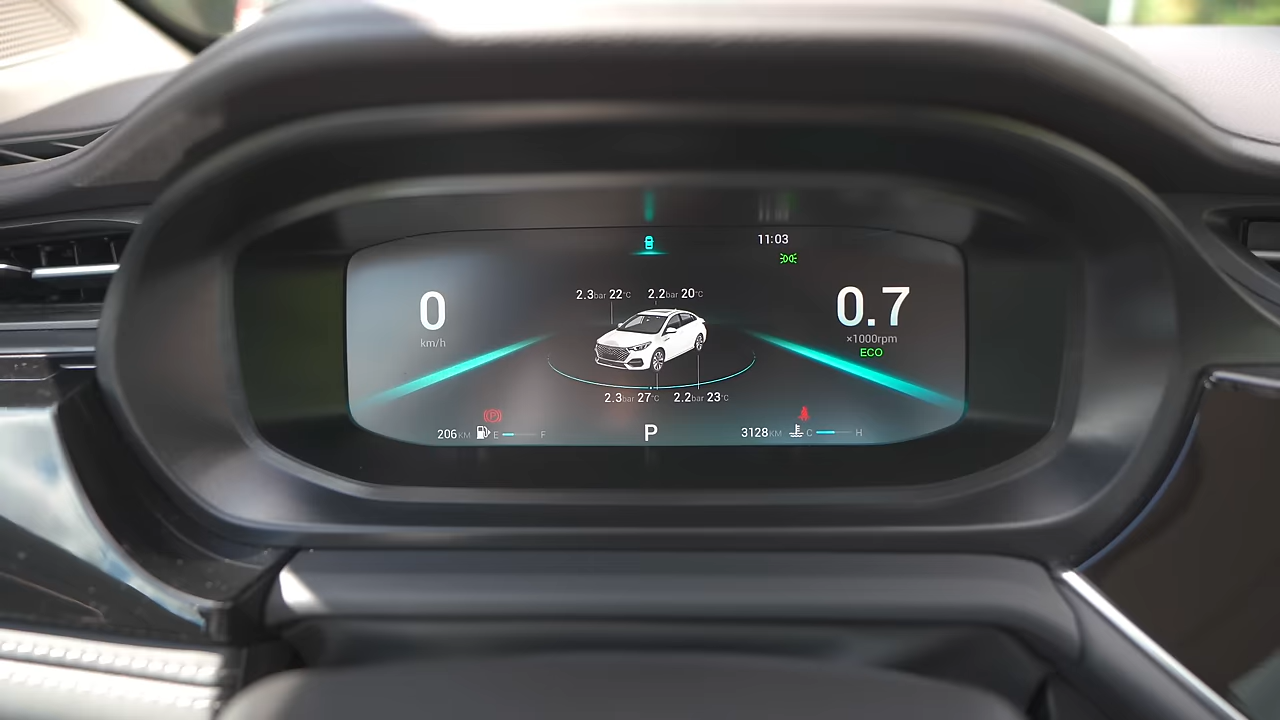 11:03
2.3bar 22°C 2.2bar 20°C
0
km/h
0.7
×1000rpm
ECO
2.3bar 27°C 2.2bar 23°C
(P)
206KM E F
P
3128KM C H